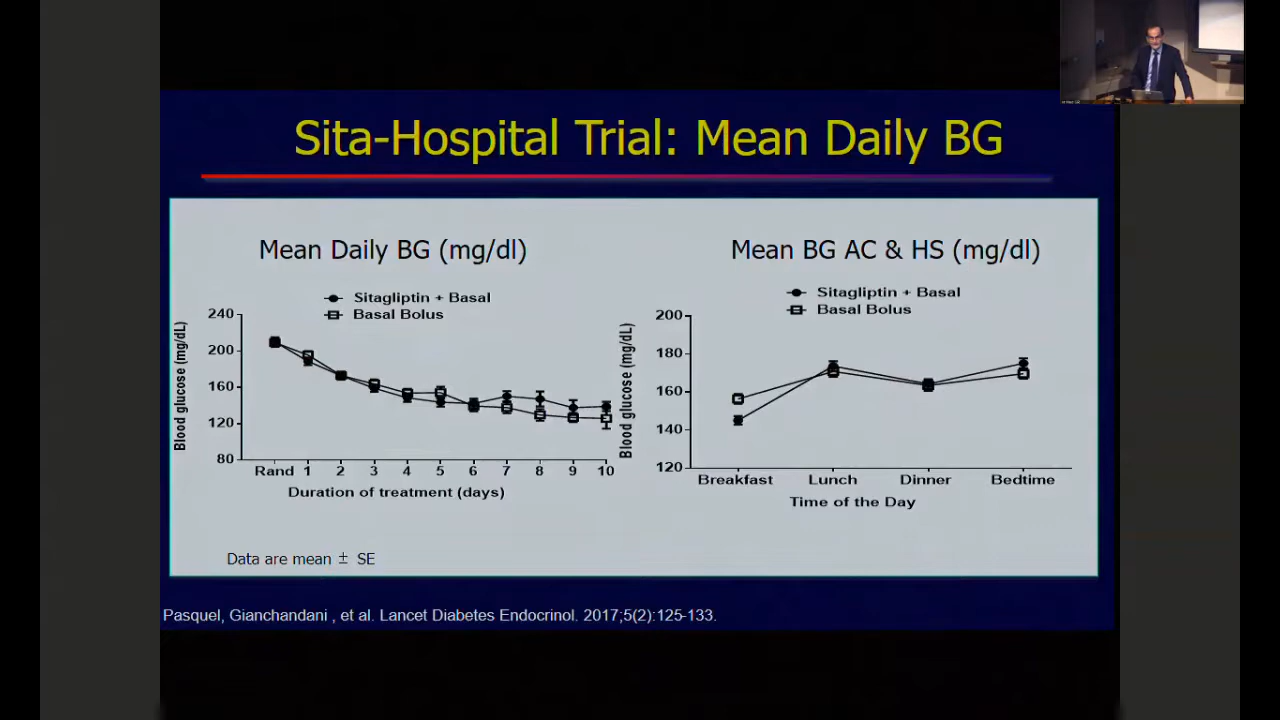 Sita-Hospital Trial: Mean Daily BG
Mean Daily BG (mg/dl)
Sitagliptin + Basal
Basal Bolus
Blood glucose (mg/dL)
240
200
160
120
80
Rand 1 2 3 4 5 6 7 8 9 10
Duration of treatment (days)
Mean BG AC & HS (mg/dl)
Sitagliptin + Basal
Basal Bolus
Blood glucose (mg/dL)
200
180
160
140
120
Breakfast Lunch Dinner Bedtime
Time of the Day
Data are mean ± SE
Pasquel, Gianchandani , et al. Lancet Diabetes Endocrinol. 2017;5(2):125-133.